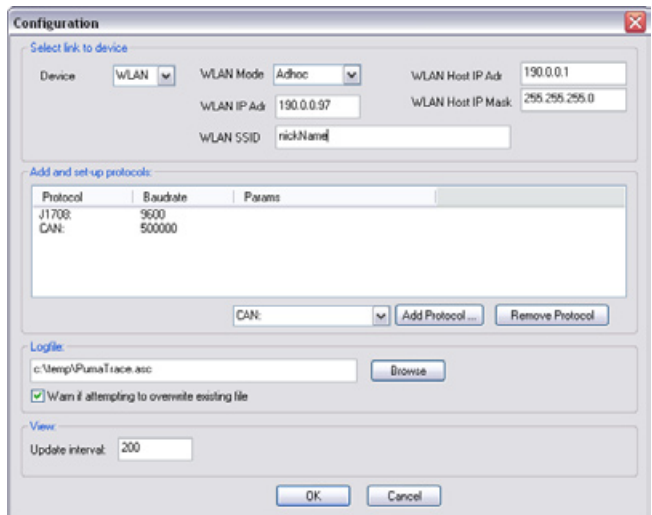 Configuration
Select link to device
Device WLAN WLAN Mode Adhoc WLAN Host IP Adr 190.0.0.1
WLAN IP Adr 190.0.0.97 WLAN Host IP Mask 255.255.255.0
WLAN SSID nickName
Add and set-up protocols:
Protocol Baudrate Params
J1708: 9600
CAN: 500000
CAN: Add Protocol ... Remove Protocol
Logfile:
c:\temp\PumaTrace.asc Browse
Warn if attempting to overwrite existing file
View:
Update interval: 200
OK Cancel